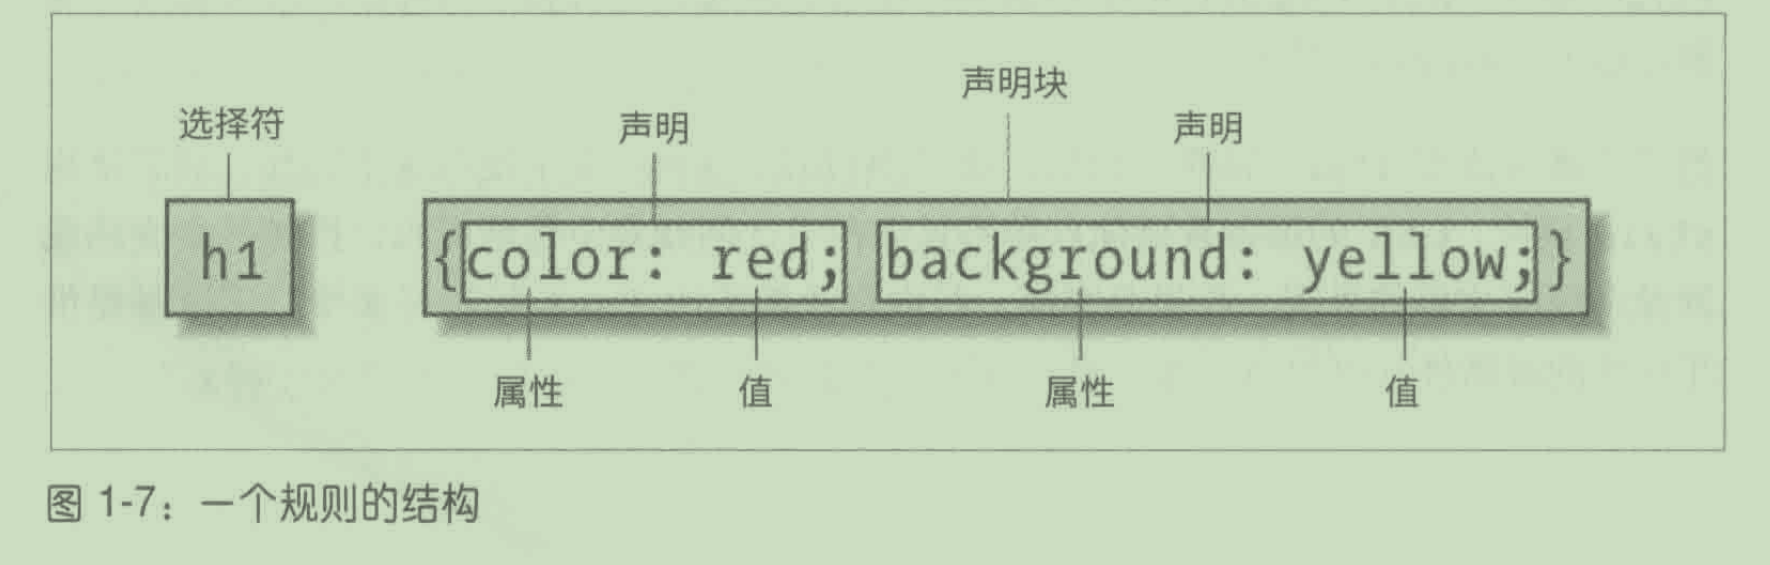 声明块
选择符 声明 声明
h1 {color: red; background: yellow;}
属性 值 属性 值
图 1-7：一个规则的结构